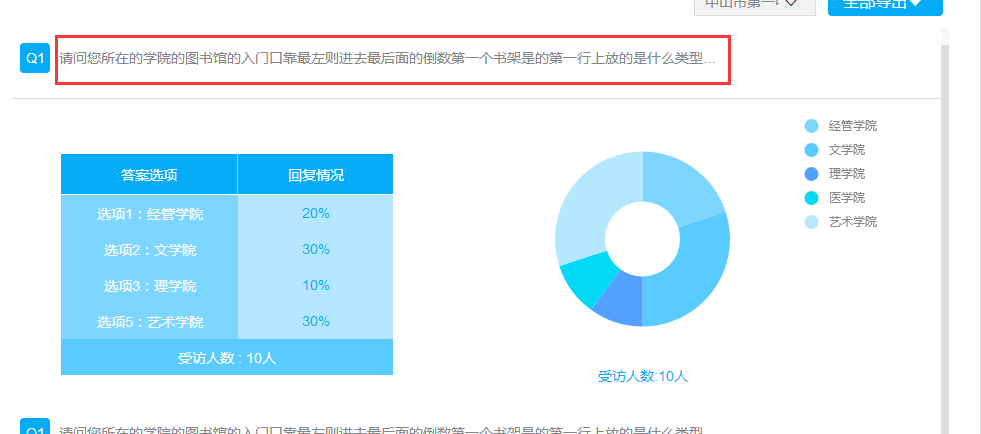 中山市第一
全部导出
Q1 请问您所在的学院的图书馆的入门口靠最左则进去最后面的倒数第一个书架是的第一行上放的是什么类型...
经管学院
文学院
理学院
医学院
艺术学院
答案选项 回复情况
选项1：经管学院 20%
选项2：文学院 30%
选项3：理学院 10%
选项5：艺术学院 30%
受访人数 : 10人
受访人数:10人
Q1 请问您所在的学院的图书馆的入门口靠最左则进去最后面的倒数第一个书架是的第一行上放的是什么类型...